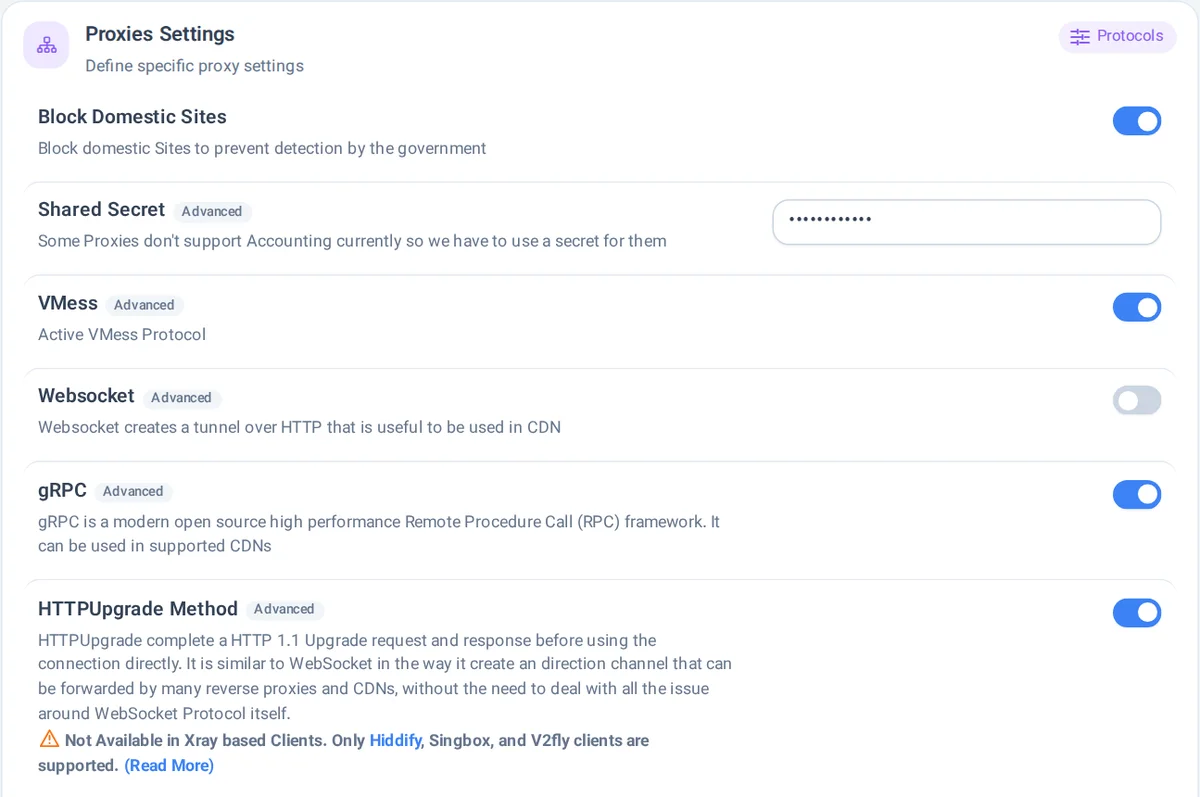 Proxies Settings
Protocols
Define specific proxy settings
Block Domestic Sites
Block domestic Sites to prevent detection by the government
Shared Secret Advanced
••••••••••••
Some Proxies don't support Accounting currently so we have to use a secret for them
VMess Advanced
Active VMess Protocol
Websocket Advanced
Websocket creates a tunnel over HTTP that is useful to be used in CDN
gRPC Advanced
gRPC is a modern open source high performance Remote Procedure Call (RPC) framework. It
can be used in supported CDNs
HTTPUpgrade Method Advanced
HTTPUpgrade complete a HTTP 1.1 Upgrade request and response before using the
connection directly. It is similar to WebSocket in the way it create an direction channel that can
be forwarded by many reverse proxies and CDNs, without the need to deal with all the issue
around WebSocket Protocol itself.
⚠ Not Available in Xray based Clients. Only Hiddify, Singbox, and V2fly clients are
supported. (Read More)